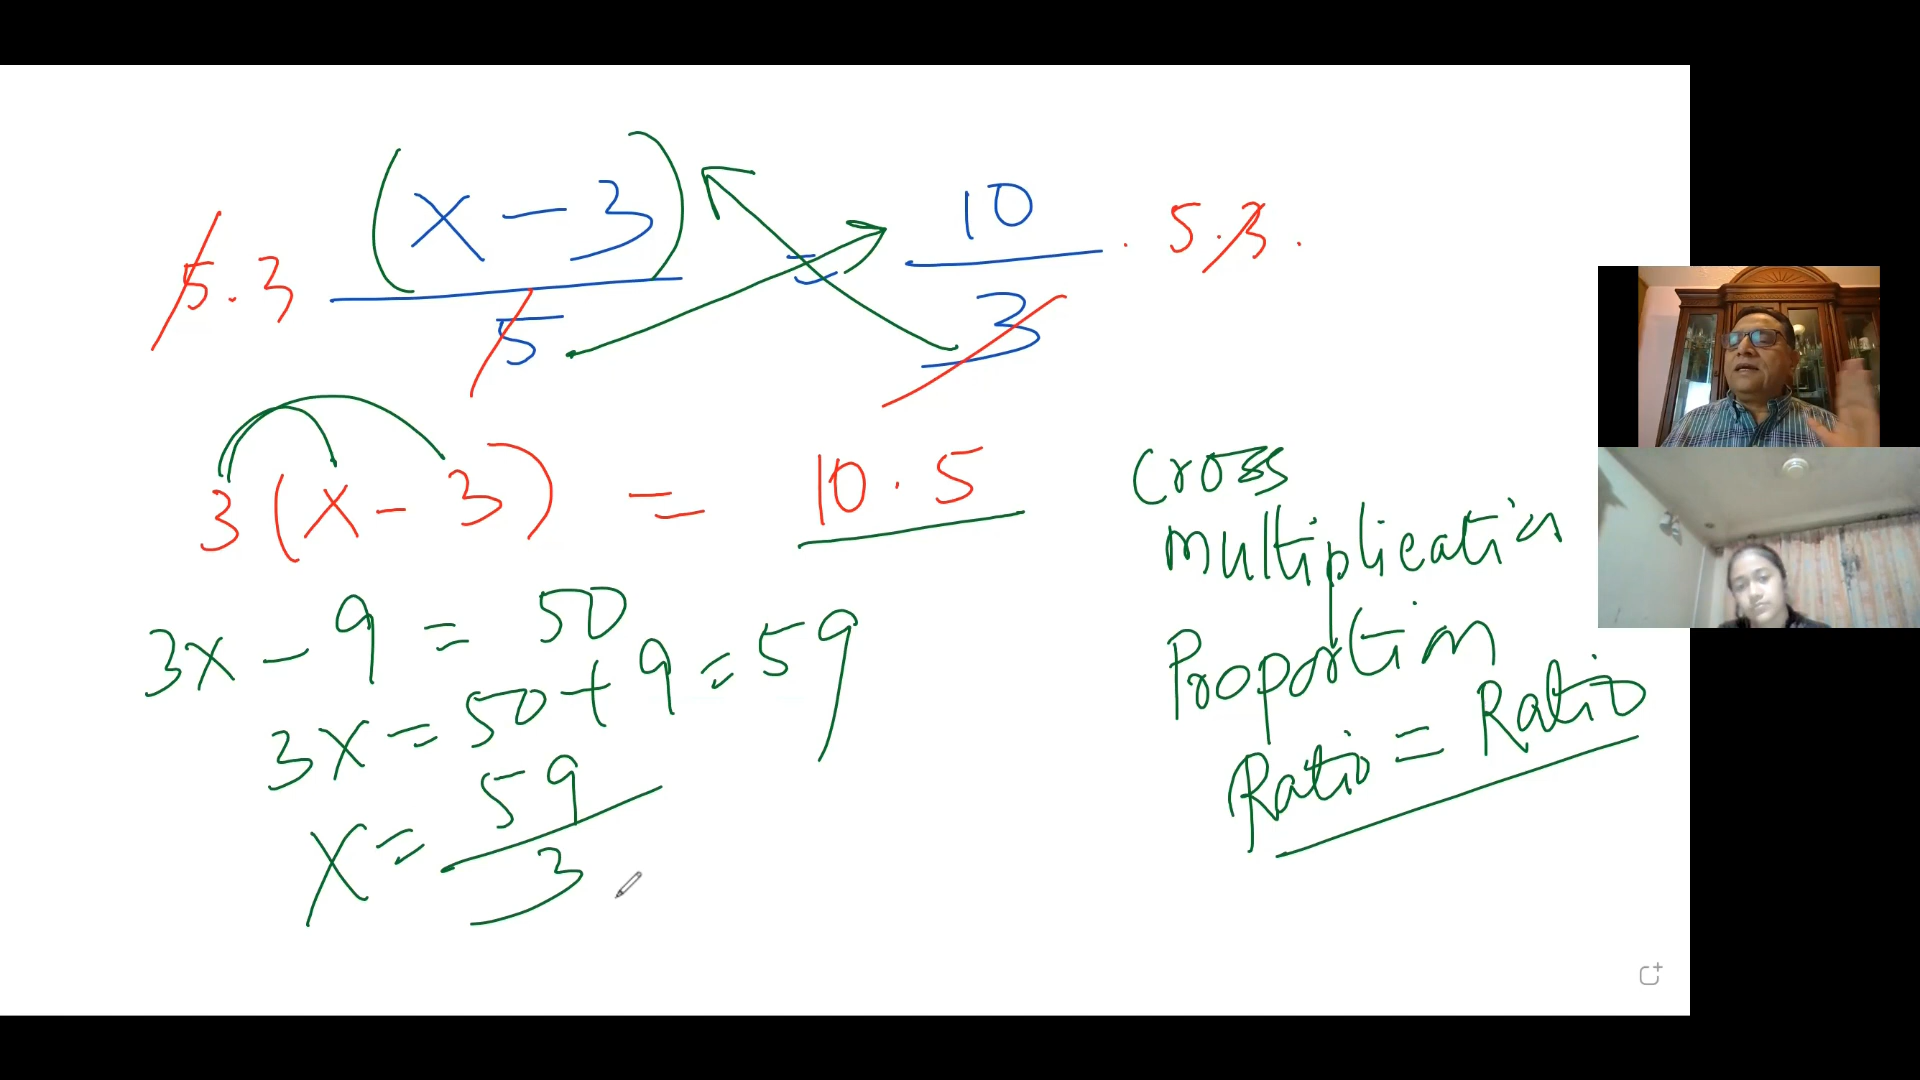 5.3 (x - 3) = 10 . 5.3.
5 3
3 (x - 3) = 10.5
3x - 9 = 50
3x = 50 + 9 = 59
x = 59
3
Cross
multiplication
Proportion
Ratio = Ratio